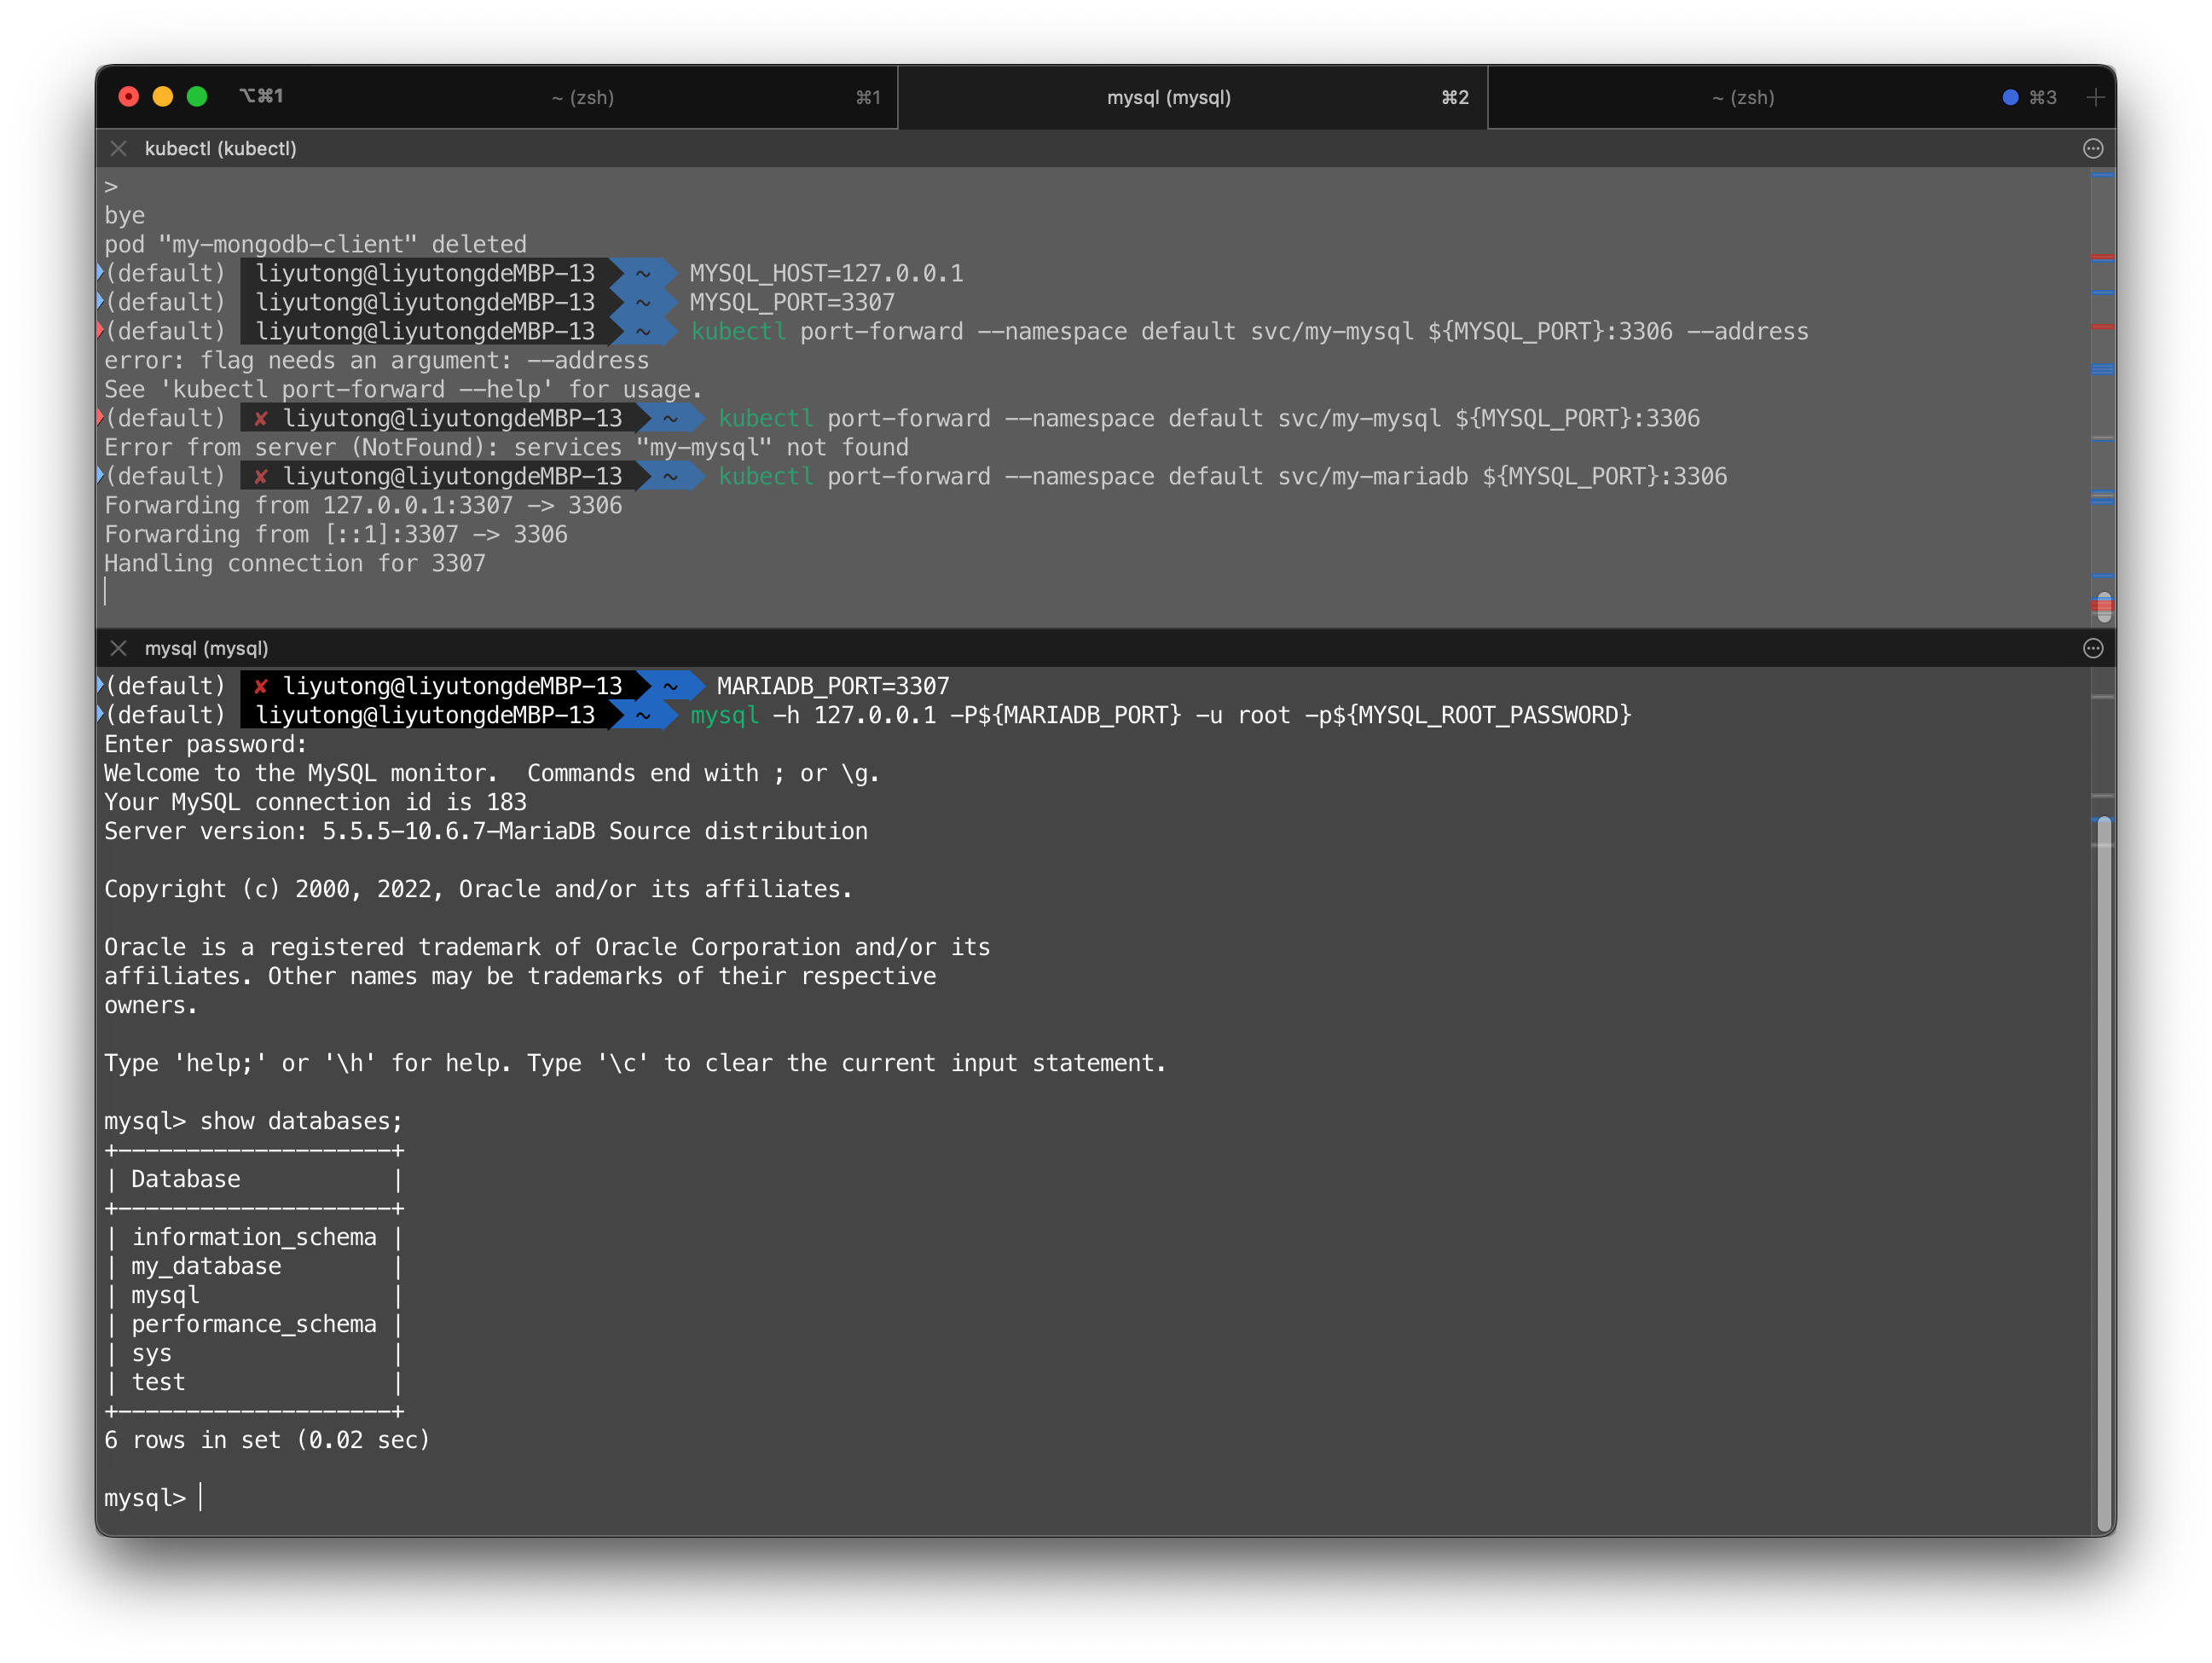 ⌥⌘1 ~ (zsh) ⌘1 mysql (mysql) ⌘2 ~ (zsh) ⌘3
kubectl (kubectl)
>
bye
pod "my-mongodb-client" deleted
(default) liyutong@liyutongdeMBP-13 ~ MYSQL_HOST=127.0.0.1
(default) liyutong@liyutongdeMBP-13 ~ MYSQL_PORT=3307
(default) liyutong@liyutongdeMBP-13 ~ kubectl port-forward --namespace default svc/my-mysql ${MYSQL_PORT}:3306 --address
error: flag needs an argument: --address
See 'kubectl port-forward --help' for usage.
(default) ✘ liyutong@liyutongdeMBP-13 ~ kubectl port-forward --namespace default svc/my-mysql ${MYSQL_PORT}:3306
Error from server (NotFound): services "my-mysql" not found
(default) ✘ liyutong@liyutongdeMBP-13 ~ kubectl port-forward --namespace default svc/my-mariadb ${MYSQL_PORT}:3306
Forwarding from 127.0.0.1:3307 -> 3306
Forwarding from [::1]:3307 -> 3306
Handling connection for 3307
mysql (mysql)
(default) ✘ liyutong@liyutongdeMBP-13 ~ MARIADB_PORT=3307
(default) liyutong@liyutongdeMBP-13 ~ mysql -h 127.0.0.1 -P${MARIADB_PORT} -u root -p${MYSQL_ROOT_PASSWORD}
Enter password:
Welcome to the MySQL monitor.  Commands end with ; or \g.
Your MySQL connection id is 183
Server version: 5.5.5-10.6.7-MariaDB Source distribution
Copyright (c) 2000, 2022, Oracle and/or its affiliates.
Oracle is a registered trademark of Oracle Corporation and/or its
affiliates. Other names may be trademarks of their respective
owners.
Type 'help;' or '\h' for help. Type '\c' to clear the current input statement.
mysql> show databases;
+--------------------+
| Database           |
+--------------------+
| information_schema |
| my_database        |
| mysql              |
| performance_schema |
| sys                |
| test               |
+--------------------+
6 rows in set (0.02 sec)
mysql>